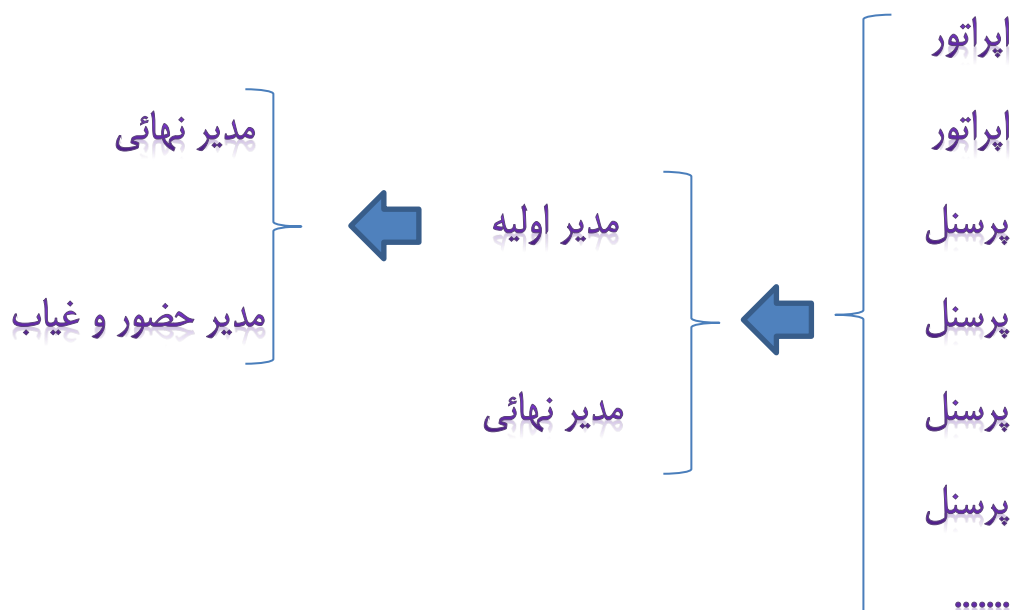 اپراتور
اپراتور
پرسنل
پرسنل
پرسنل
پرسنل
.......
مدیر اولیه
مدیر نهائی
مدیر نهائی
مدیر حضور و غیاب